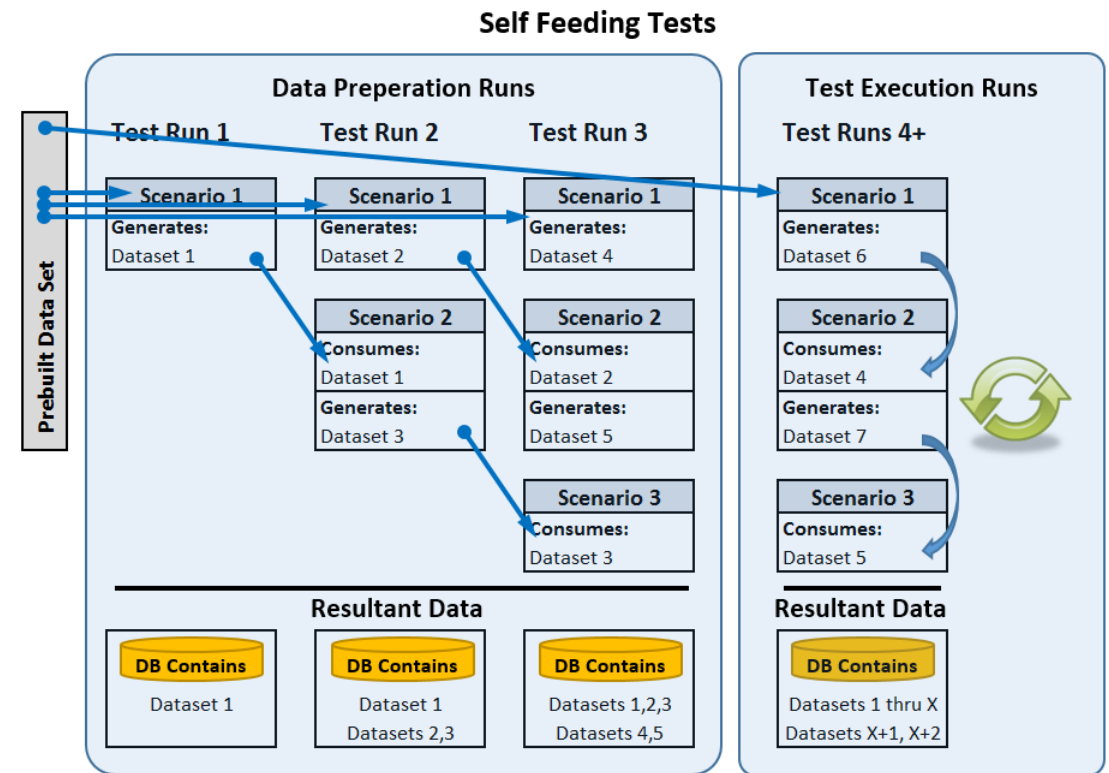 Self Feeding Tests
Prebuilt Data Set
Data Preperation Runs
Test Run 1
Scenario 1
Generates:
Dataset 1
Test Run 2
Scenario 1
Generates:
Dataset 2
Scenario 2
Consumes:
Dataset 1
Generates:
Dataset 3
Test Run 3
Scenario 1
Generates:
Dataset 4
Scenario 2
Consumes:
Dataset 2
Generates:
Dataset 5
Scenario 3
Consumes:
Dataset 3
Resultant Data
DB Contains
Dataset 1
DB Contains
Dataset 1
Datasets 2,3
DB Contains
Datasets 1,2,3
Datasets 4,5
Test Execution Runs
Test Runs 4+
Scenario 1
Generates:
Dataset 6
Scenario 2
Consumes:
Dataset 4
Generates:
Dataset 7
Scenario 3
Consumes:
Dataset 5
Resultant Data
DB Contains
Datasets 1 thru X
Datasets X+1, X+2